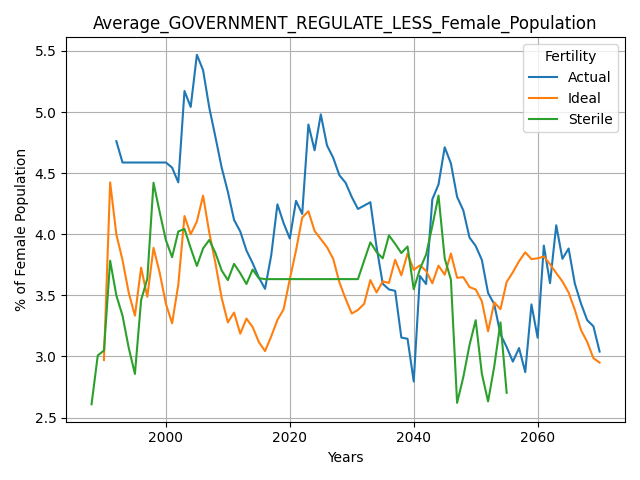 Average_GOVERNMENT_REGULATE_LESS_Female_Population
Fertility
Actual
Ideal
Sterile
% of Female Population
5.5
5.0
4.5
4.0
3.5
3.0
2.5
2000
2020
2040
2060
Years